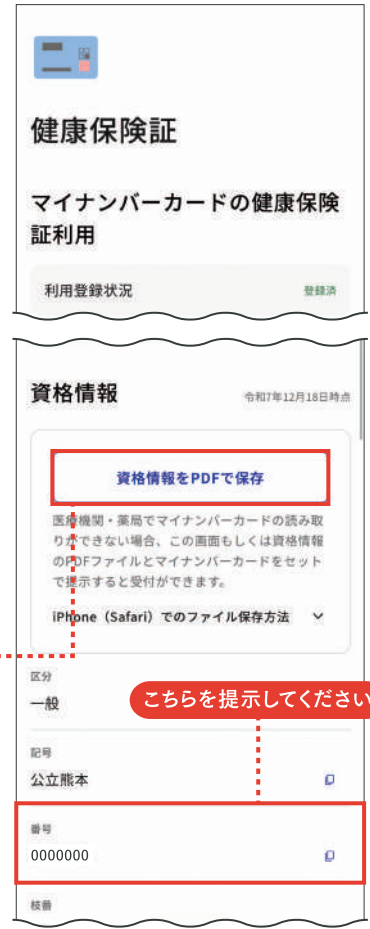 健康保険証
マイナンバーカードの健康保険
証利用
利用登録状況
登録済
資格情報
令和7年12月18日時点
資格情報をPDFで保存
医療機関・薬局でマイナンバーカードの読み取
りができない場合、この画面もしくは資格情報
のPDFファイルとマイナンバーカードをセット
で提示すると受付ができます。
iPhone（Safari）でのファイル保存方法
区分
一般
こちらを提示してください
記号
公立熊本
番号
0000000
枝番